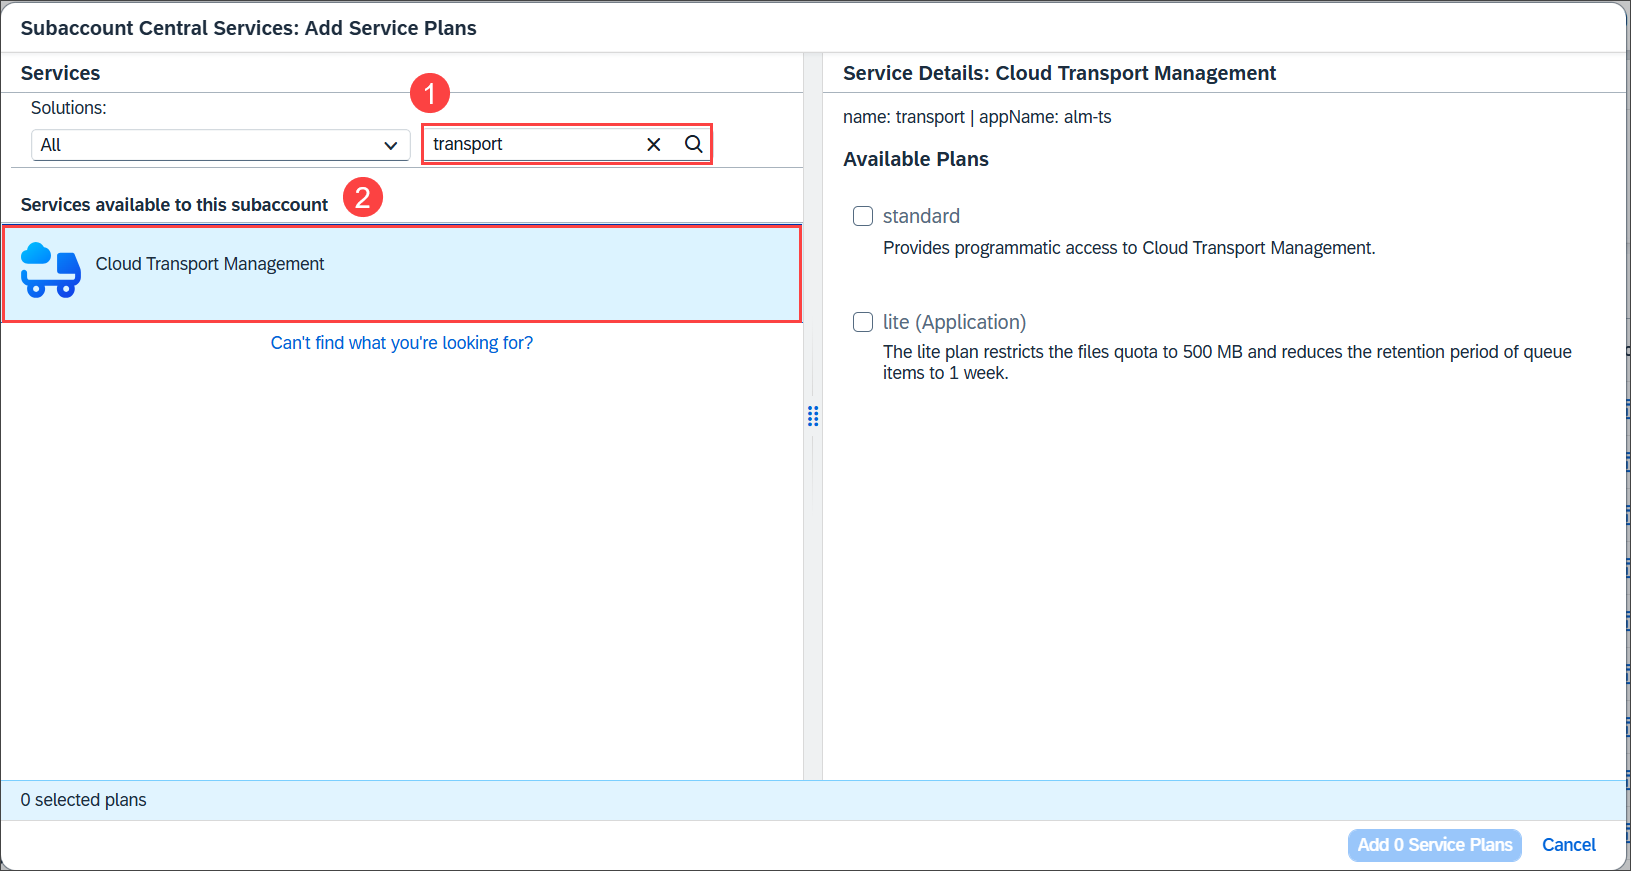 Subaccount Central Services: Add Service Plans
Services
Solutions:
1
All
transport
Services available to this subaccount
2
Cloud Transport Management
Can't find what you're looking for?
Service Details: Cloud Transport Management
name: transport | appName: alm-ts
Available Plans
standard
Provides programmatic access to Cloud Transport Management.
lite (Application)
The lite plan restricts the files quota to 500 MB and reduces the retention period of queue
items to 1 week.
0 selected plans
Add 0 Service Plans
Cancel